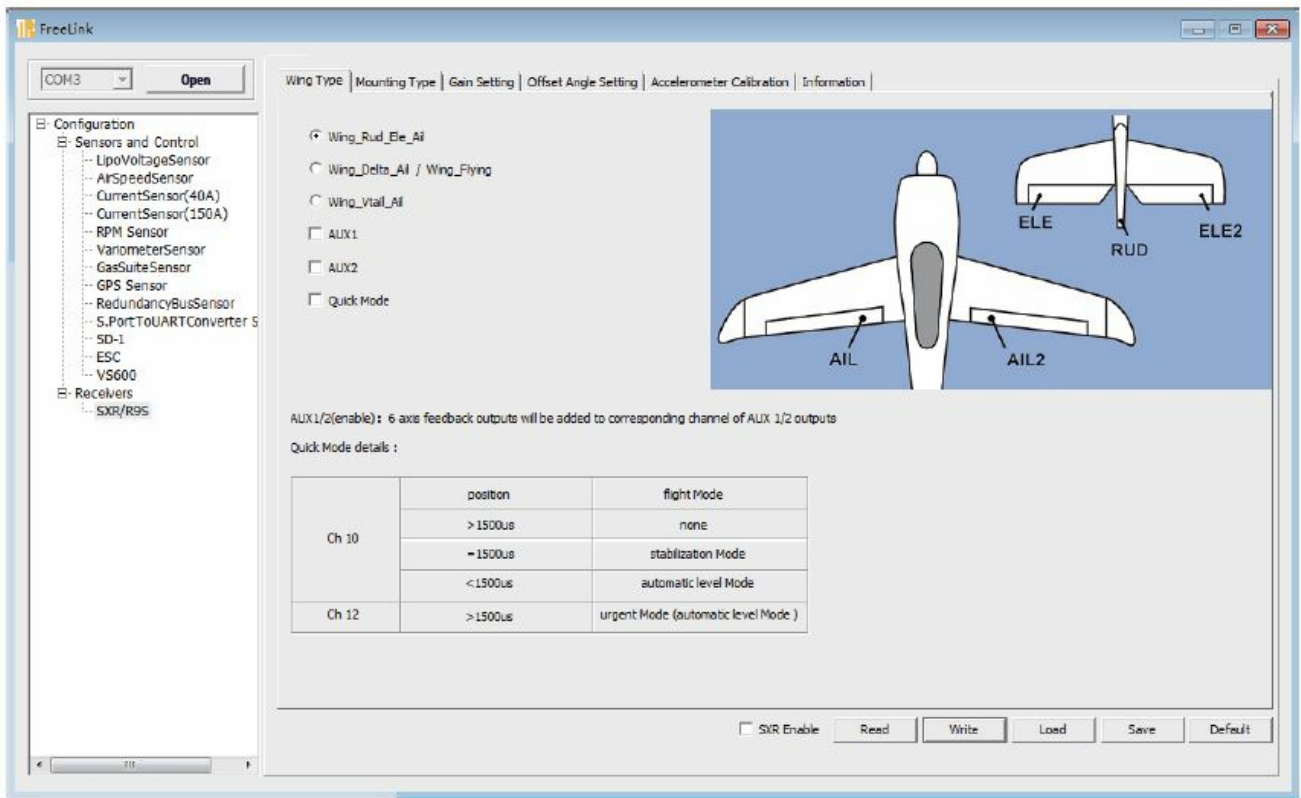 FreeLink
COM3
Open
Configuration
Sensors and Control
LipoVoltageSensor
AirSpeedSensor
CurrentSensor(40A)
CurrentSensor(150A)
RPM Sensor
VariometerSensor
GasSuiteSensor
GPS Sensor
RedundancyBusSensor
S.PortToUARTConverter S
SD-1
ESC
VS600
Receivers
SXR/R9S
Wing Type Mounting Type Gain Setting Offset Angle Setting Accelerometer Calibration Information
Wing_Rud_Ele_Ail
Wing_Delta_Ail / Wing_Flying
Wing_Vtail_Ail
AUX1
AUX2
Quick Mode
ELE
RUD
ELE2
AIL
AIL2
AUX1/2(enable): 6 axis feedback outputs will be added to corresponding channel of AUX 1/2 outputs
Quick Mode details :
position flight Mode
Ch 10
>1500us none
=1500us stabilization Mode
<1500us automatic level Mode
Ch 12 >1500us urgent Mode (automatic level Mode )
SXR Enable Read Write Load Save Default